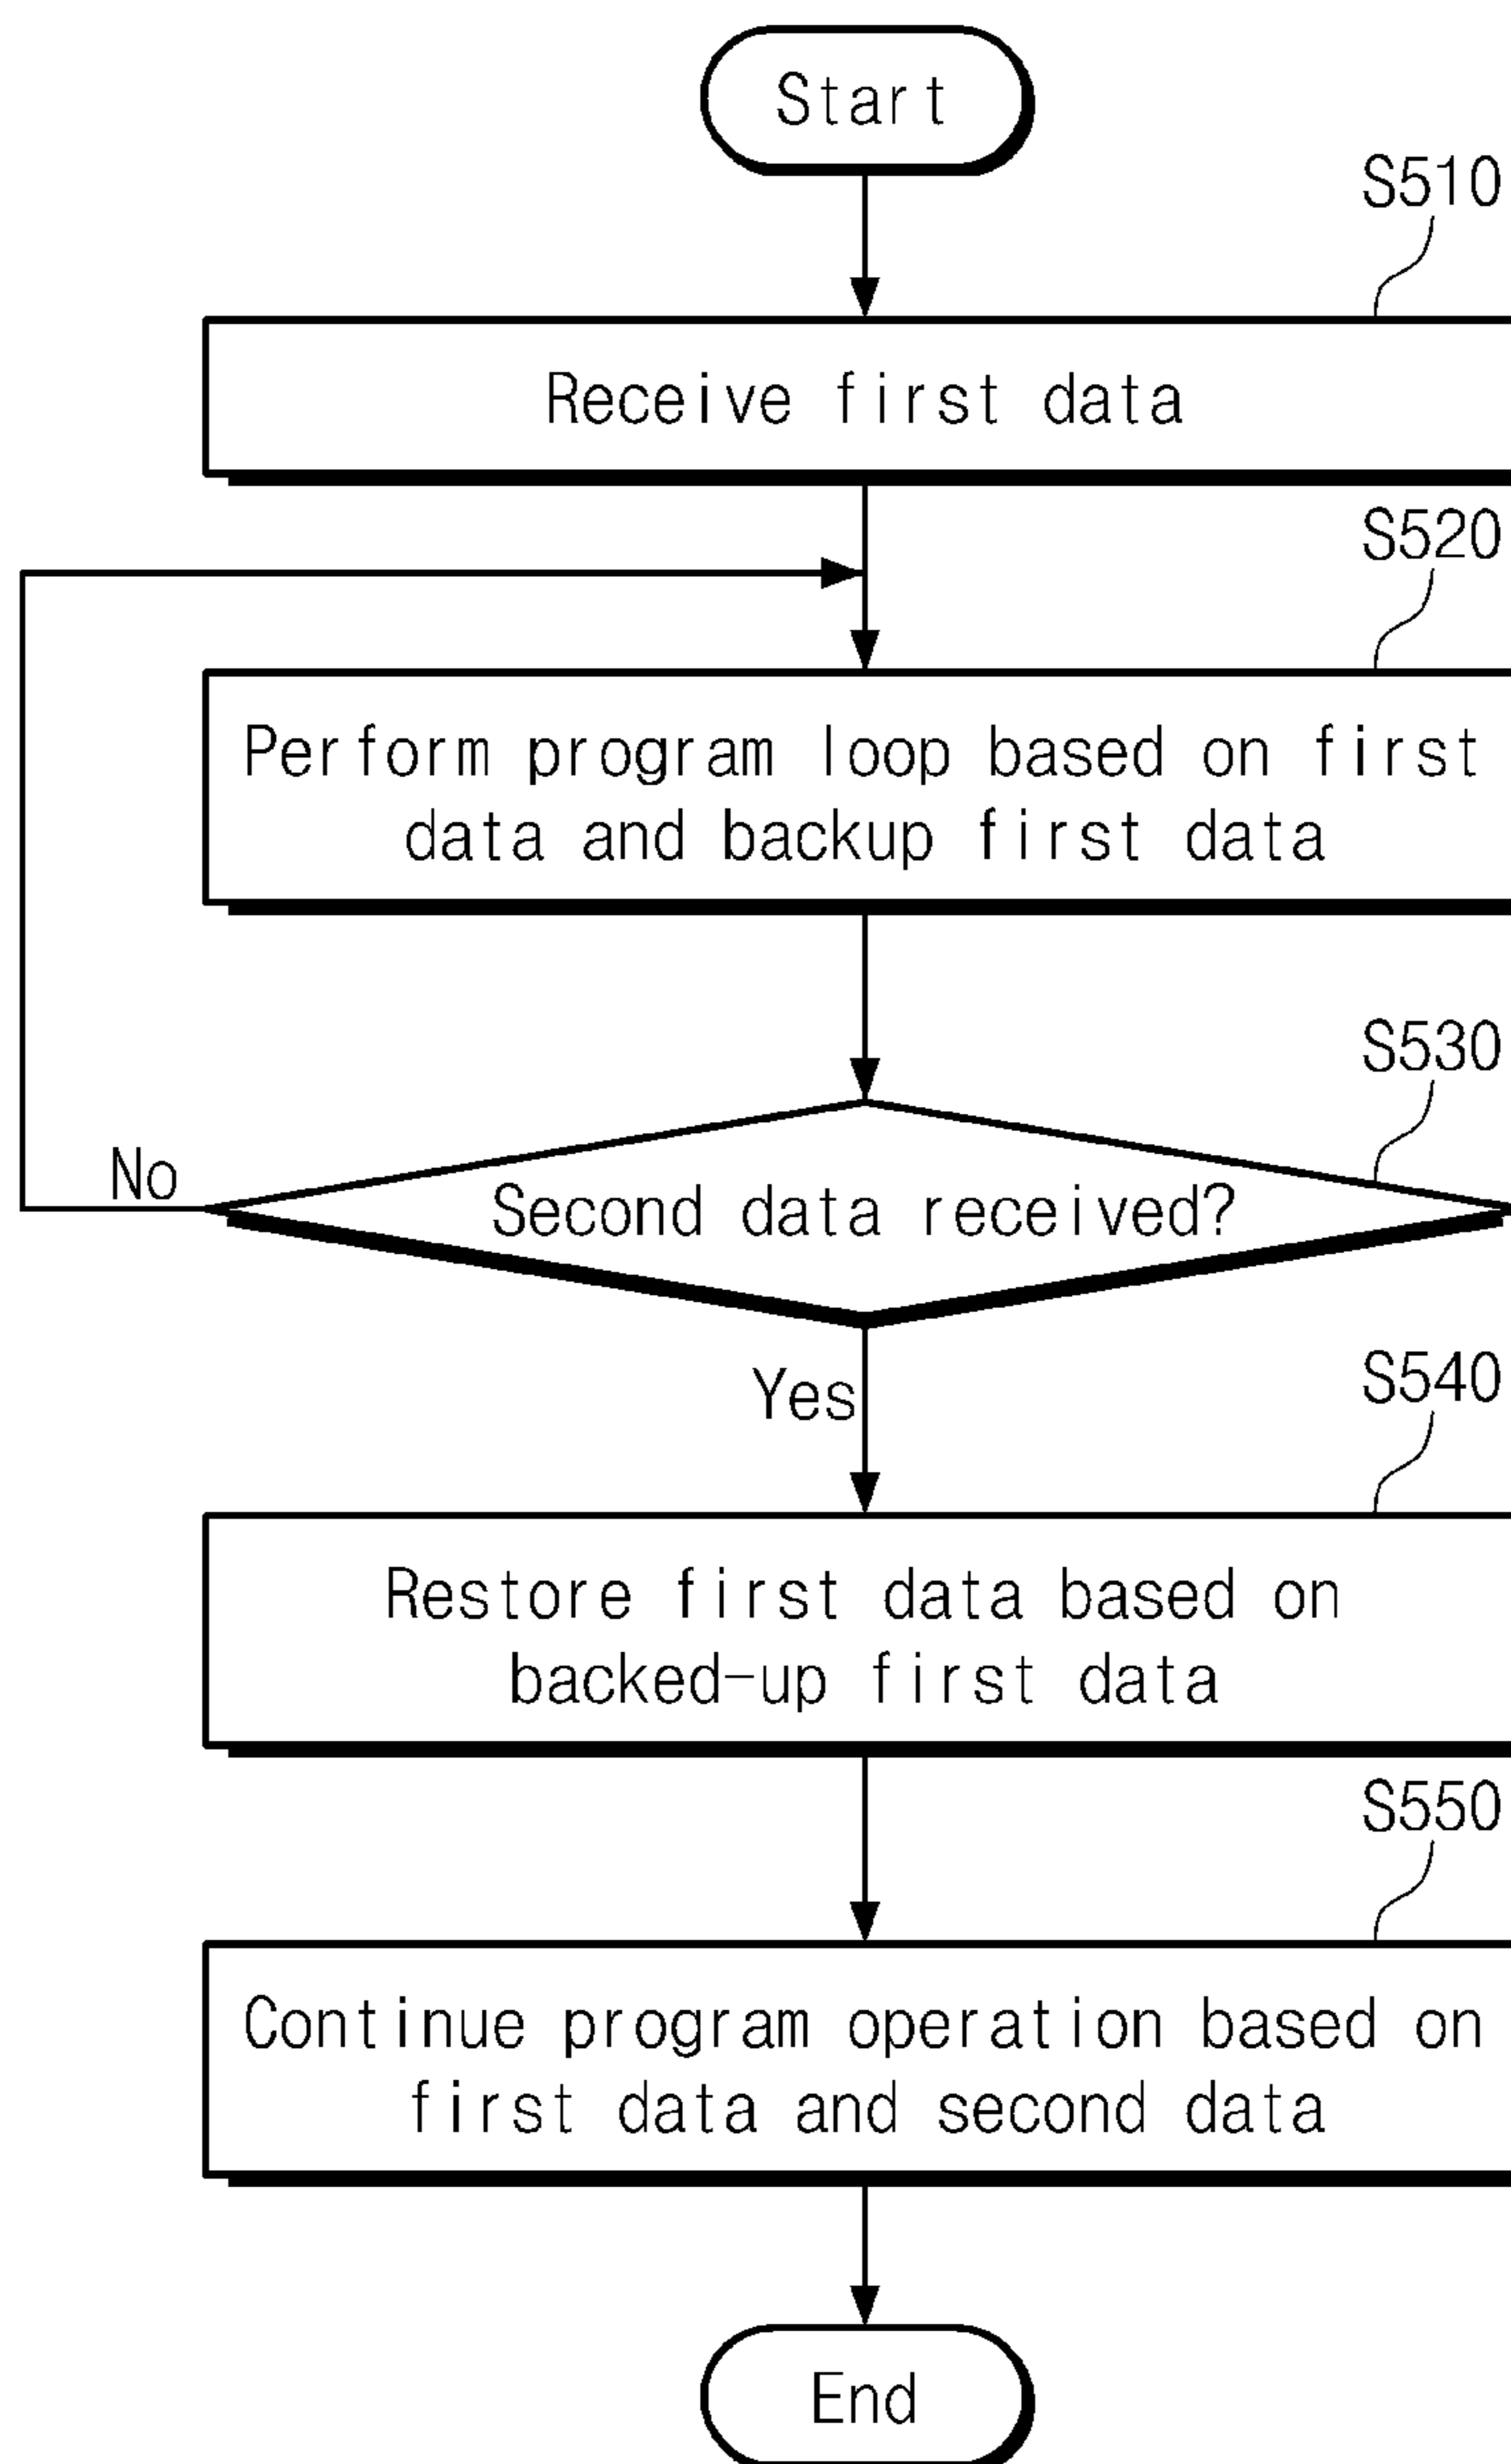 Start
S510
Receive first data
S520
Perform program loop based on first
data and backup first data
S530
No
Second data received?
Yes
S540
Restore first data based on
backed-up first data
S550
Continue program operation based on
first data and second data
End